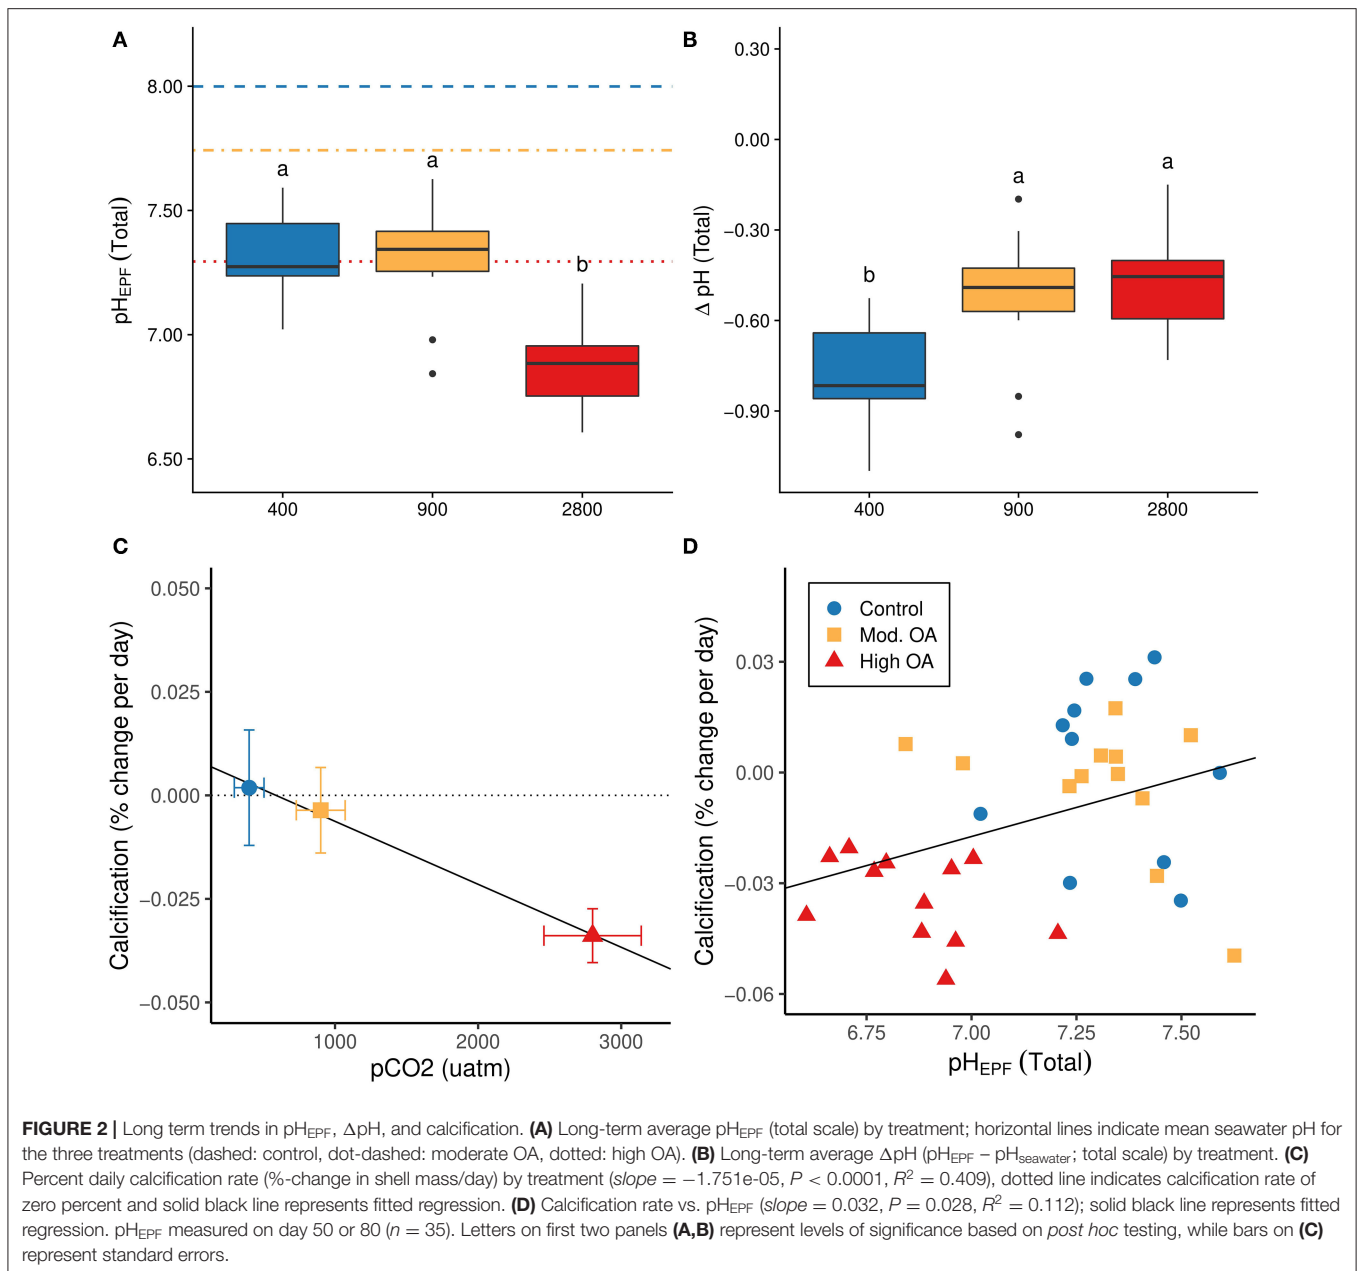 A
8.00
7.50
7.00
6.50
pHEPF (Total)
a
a
b
400
900
2800
B
0.30
0.00
−0.30
−0.60
−0.90
Δ pH (Total)
b
a
a
400
900
2800
C
0.050
0.025
0.000
−0.025
−0.050
Calcification (% change per day)
1000
2000
3000
pCO2 (uatm)
D
Control
Mod. OA
High OA
0.03
0.00
−0.03
−0.06
Calcification (% change per day)
6.75
7.00
7.25
7.50
pHEPF (Total)
FIGURE 2 | Long term trends in pHEPF, ΔpH, and calcification. (A) Long-term average pHEPF (total scale) by treatment; horizontal lines indicate mean seawater pH for
the three treatments (dashed: control, dot-dashed: moderate OA, dotted: high OA). (B) Long-term average ΔpH (pHEPF – pHseawater; total scale) by treatment. (C)
Percent daily calcification rate (%-change in shell mass/day) by treatment (slope = −1.751e-05, P < 0.0001, R² = 0.409), dotted line indicates calcification rate of
zero percent and solid black line represents fitted regression. (D) Calcification rate vs. pHEPF (slope = 0.032, P = 0.028, R² = 0.112); solid black line represents fitted
regression. pHEPF measured on day 50 or 80 (n = 35). Letters on first two panels (A,B) represent levels of significance based on post hoc testing, while bars on (C)
represent standard errors.